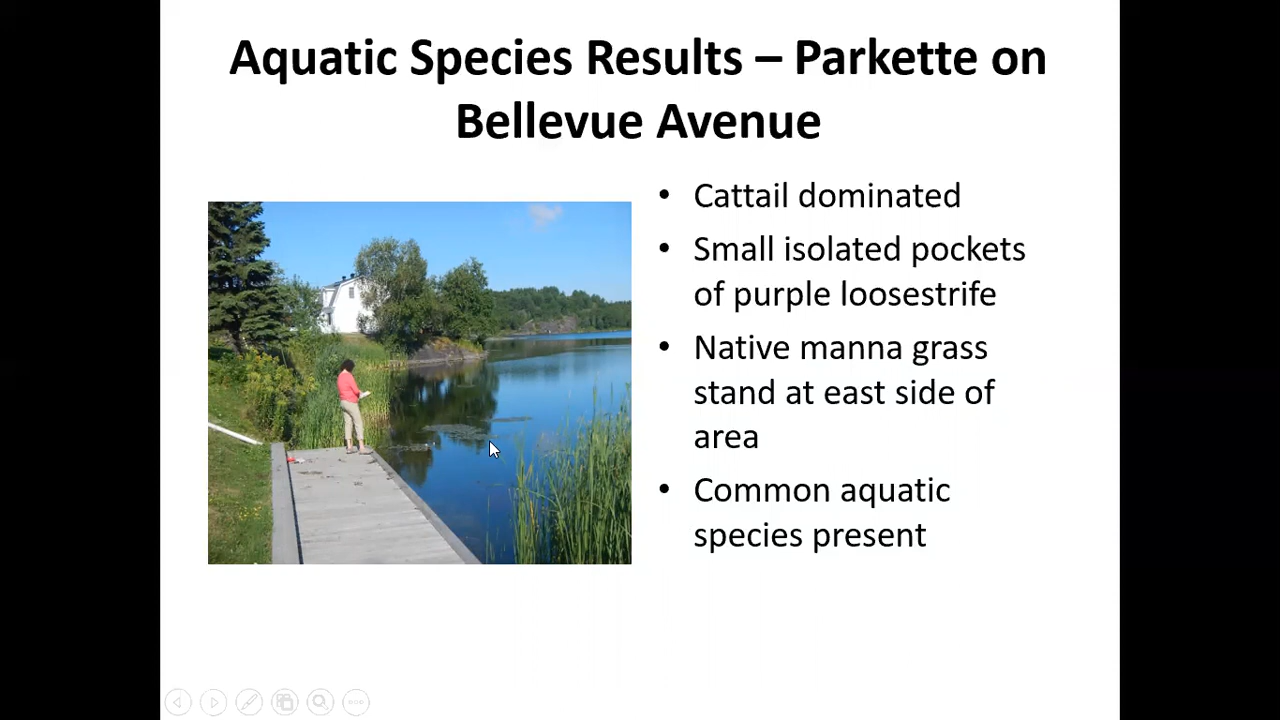 Aquatic Species Results – Parkette on
Bellevue Avenue
• Cattail dominated
• Small isolated pockets
of purple loosestrife
• Native manna grass
stand at east side of
area
• Common aquatic
species present